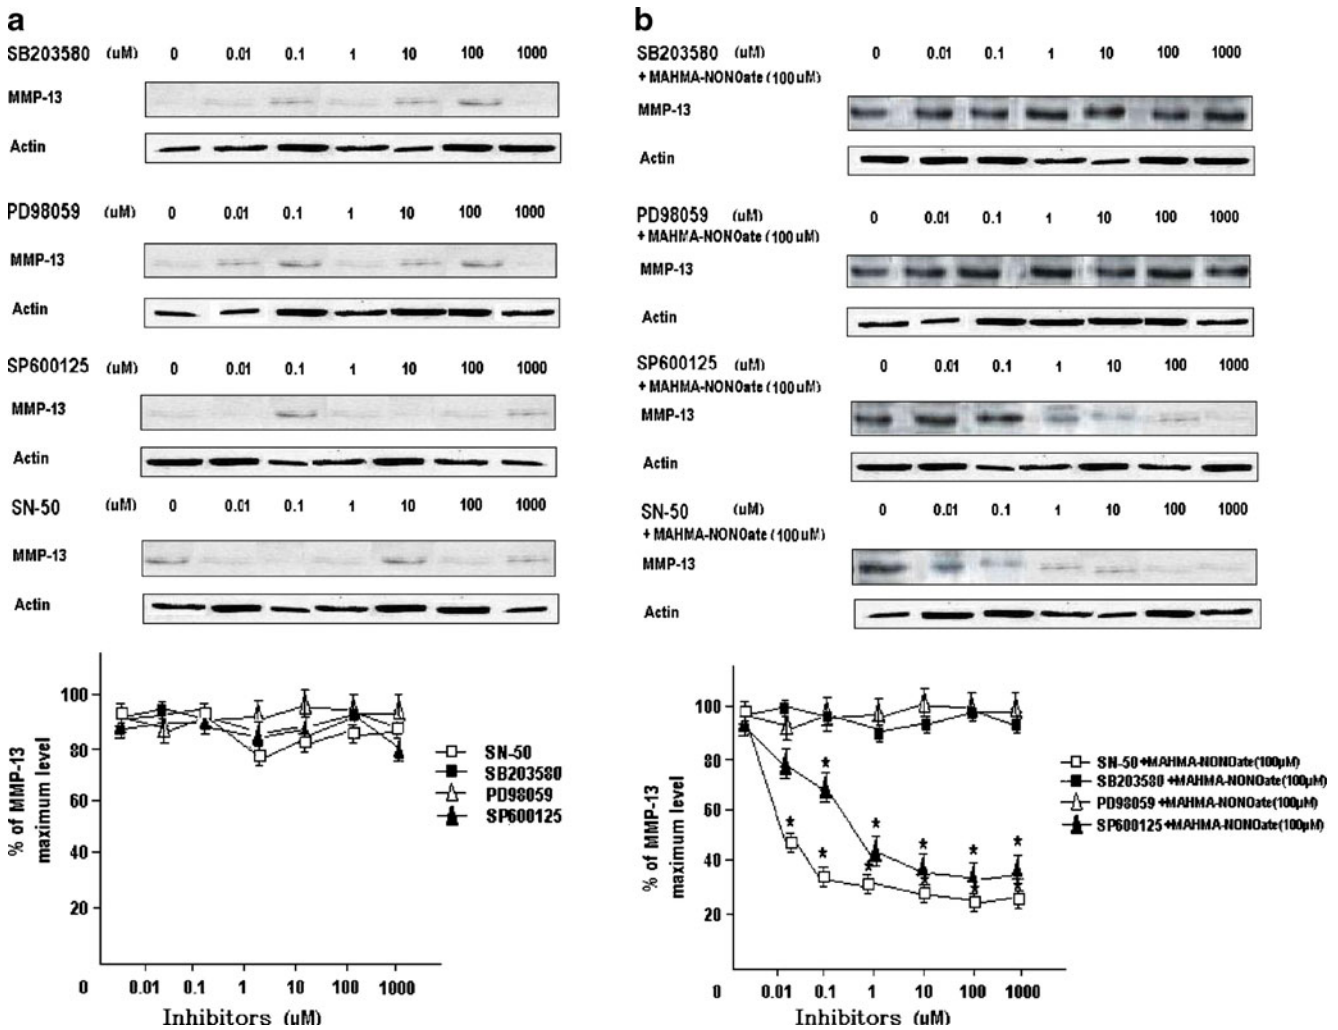 a
SB203580 (uM) 0 0.01 0.1 1 10 100 1000
MMP-13
Actin
PD98059 (uM) 0 0.01 0.1 1 10 100 1000
MMP-13
Actin
SP600125 (uM) 0 0.01 0.1 1 10 100 1000
MMP-13
Actin
SN-50 (uM) 0 0.01 0.1 1 10 100 1000
MMP-13
Actin
% of MMP-13
maximum level
100
80
60
40
20
0 0.01 0.1 1 10 100 1000
Inhibitors (uM)
SN-50
SB203580
PD98059
SP600125
b
SB203580 (uM) 0 0.01 0.1 1 10 100 1000
+ MAHMA-NONOate (100uM)
MMP-13
Actin
PD98059 (uM) 0 0.01 0.1 1 10 100 1000
+ MAHMA-NONOate (100uM)
MMP-13
Actin
SP600125 (uM) 0 0.01 0.1 1 10 100 1000
+ MAHMA-NONOate (100uM)
MMP-13
Actin
SN-50 (uM) 0 0.01 0.1 1 10 100 1000
+ MAHMA-NONOate (100uM)
MMP-13
Actin
% of MMP-13
maximum level
100
80
60
40
20
* * * * * * * * * * *
0 0.01 0.1 1 10 100 1000
Inhibitors (uM)
SN-50 +MAHMA-NONOate(100µM)
SB203580 +MAHMA-NONOate(100µM)
PD98059 +MAHMA-NONOate(100µM)
SP600125 +MAHMA-NONOate(100µM)